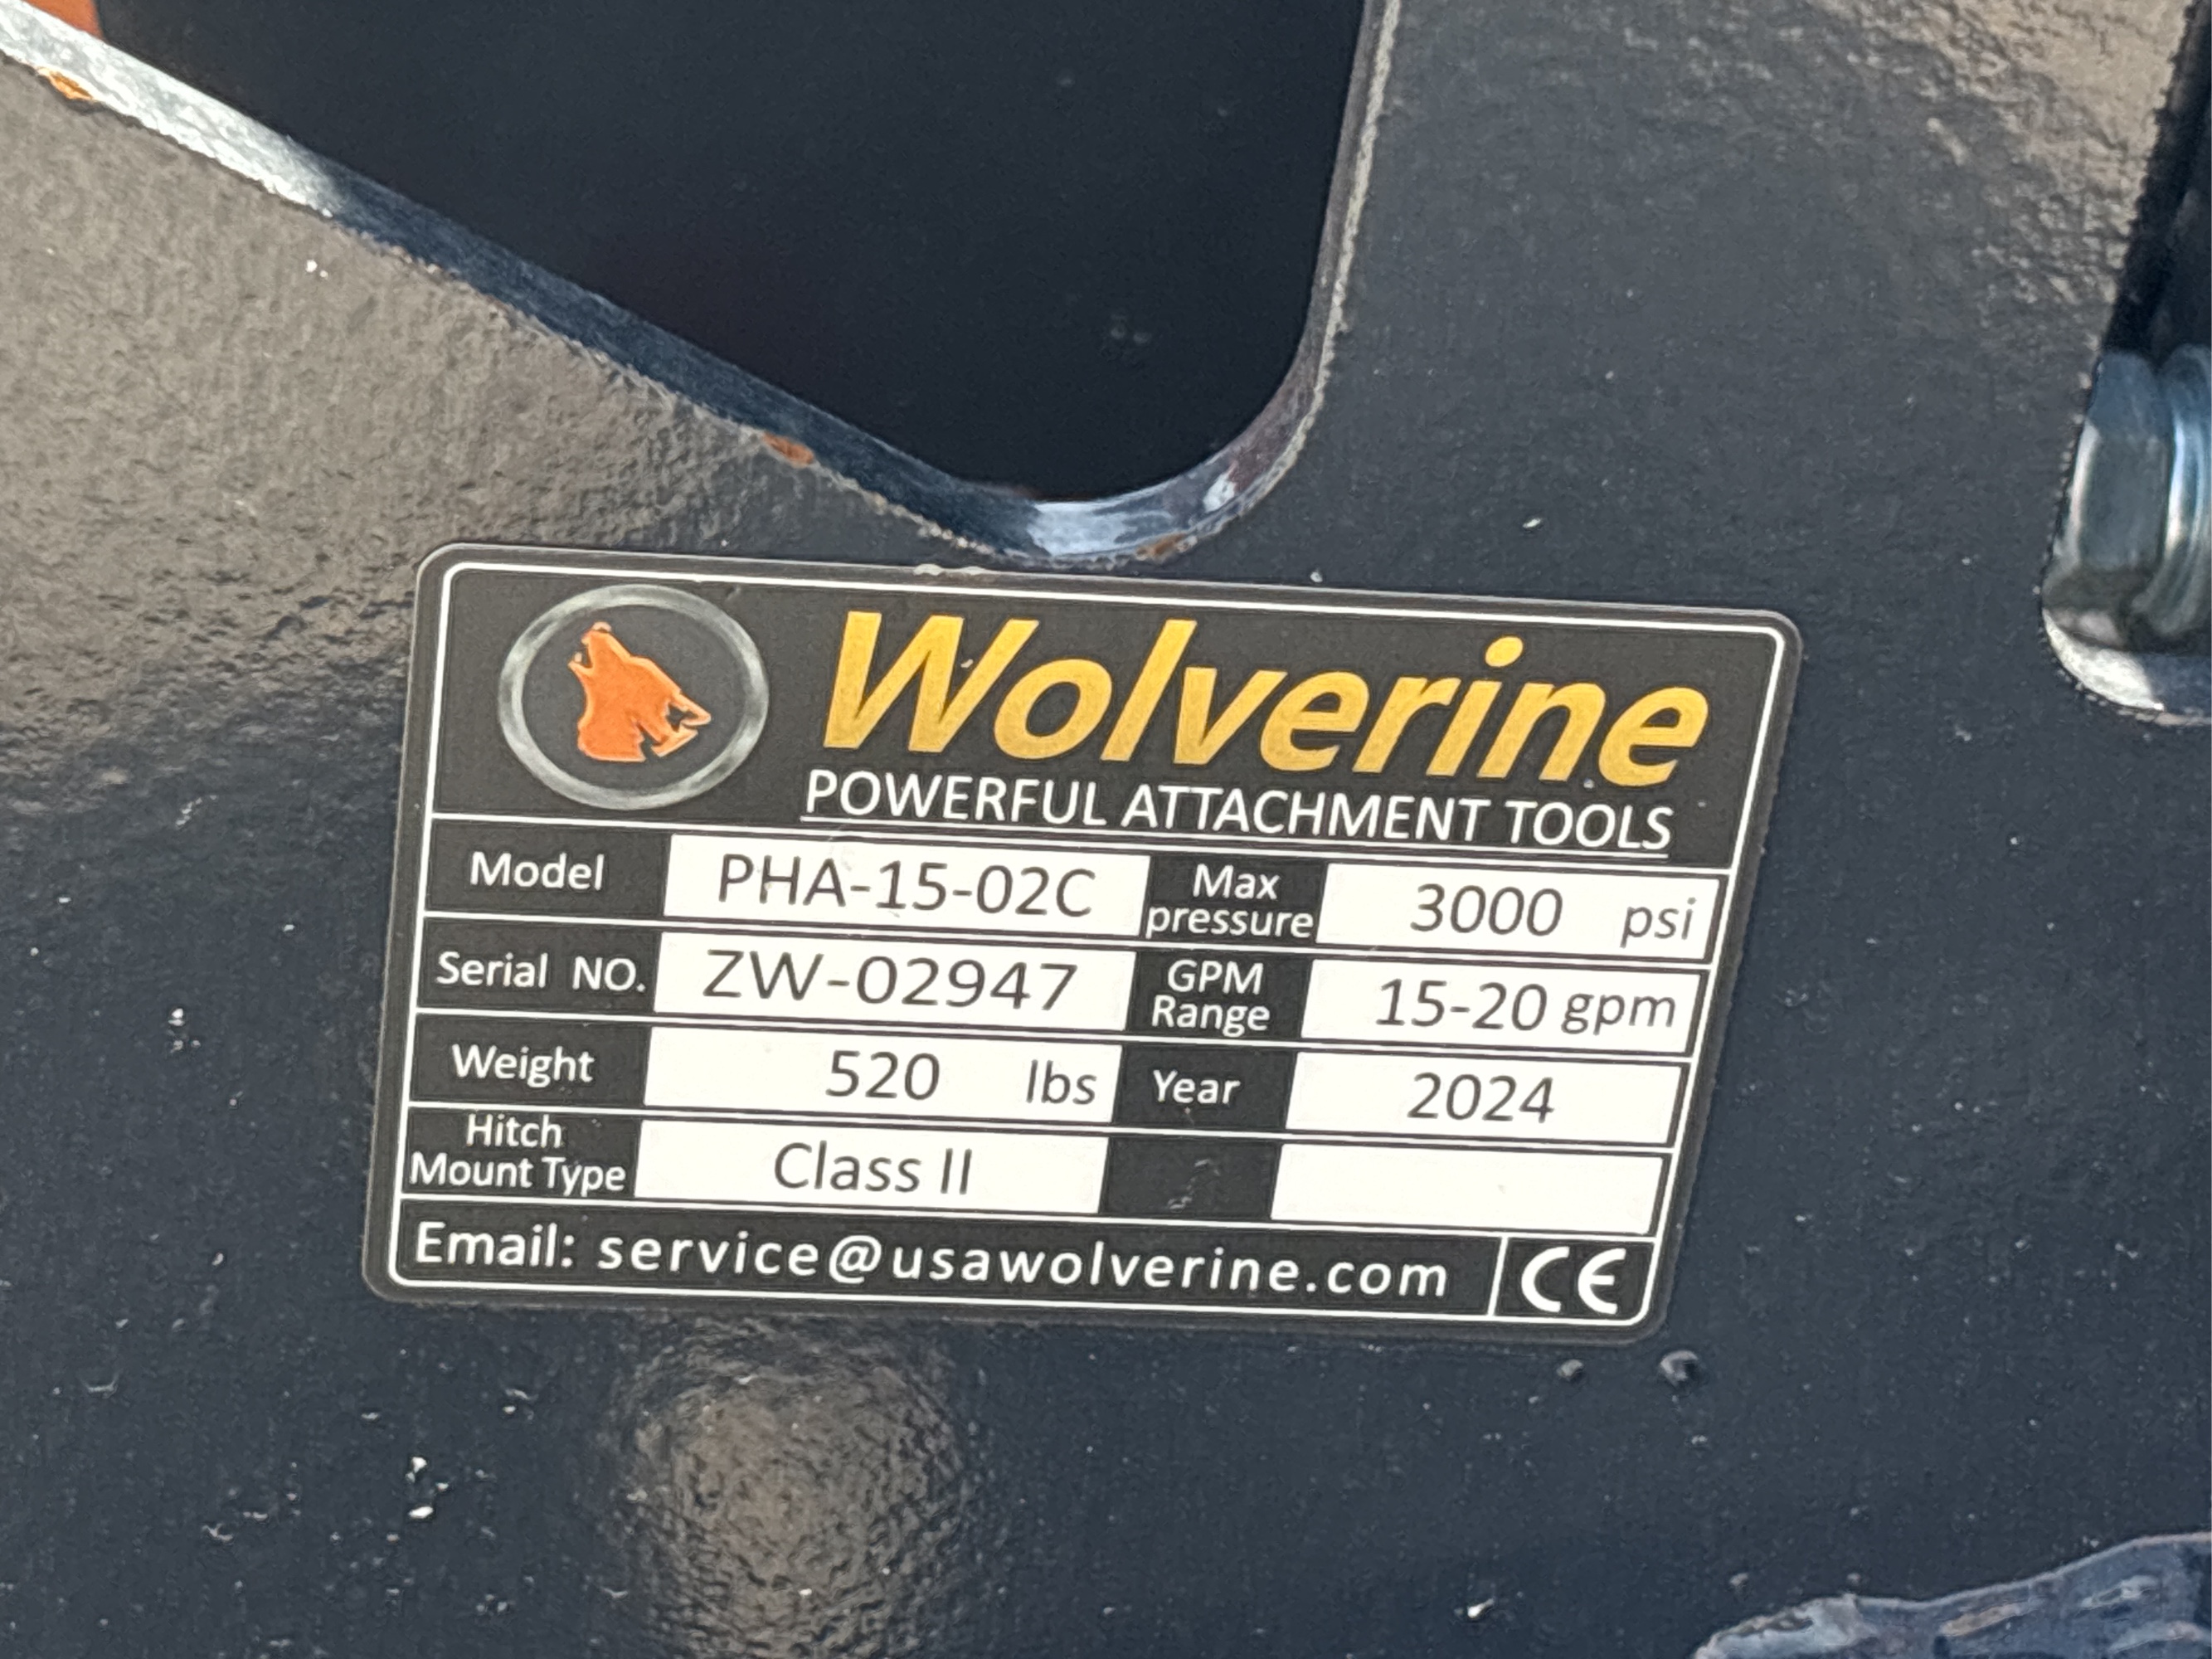 Wolverine
POWERFUL ATTACHMENT TOOLS
Model PHA-15-02C Max pressure 3000 psi
Serial NO. ZW-02947 GPM Range 15-20 gpm
Weight 520 lbs Year 2024
Hitch Mount Type Class II
Email: service@usawolverine.com CE